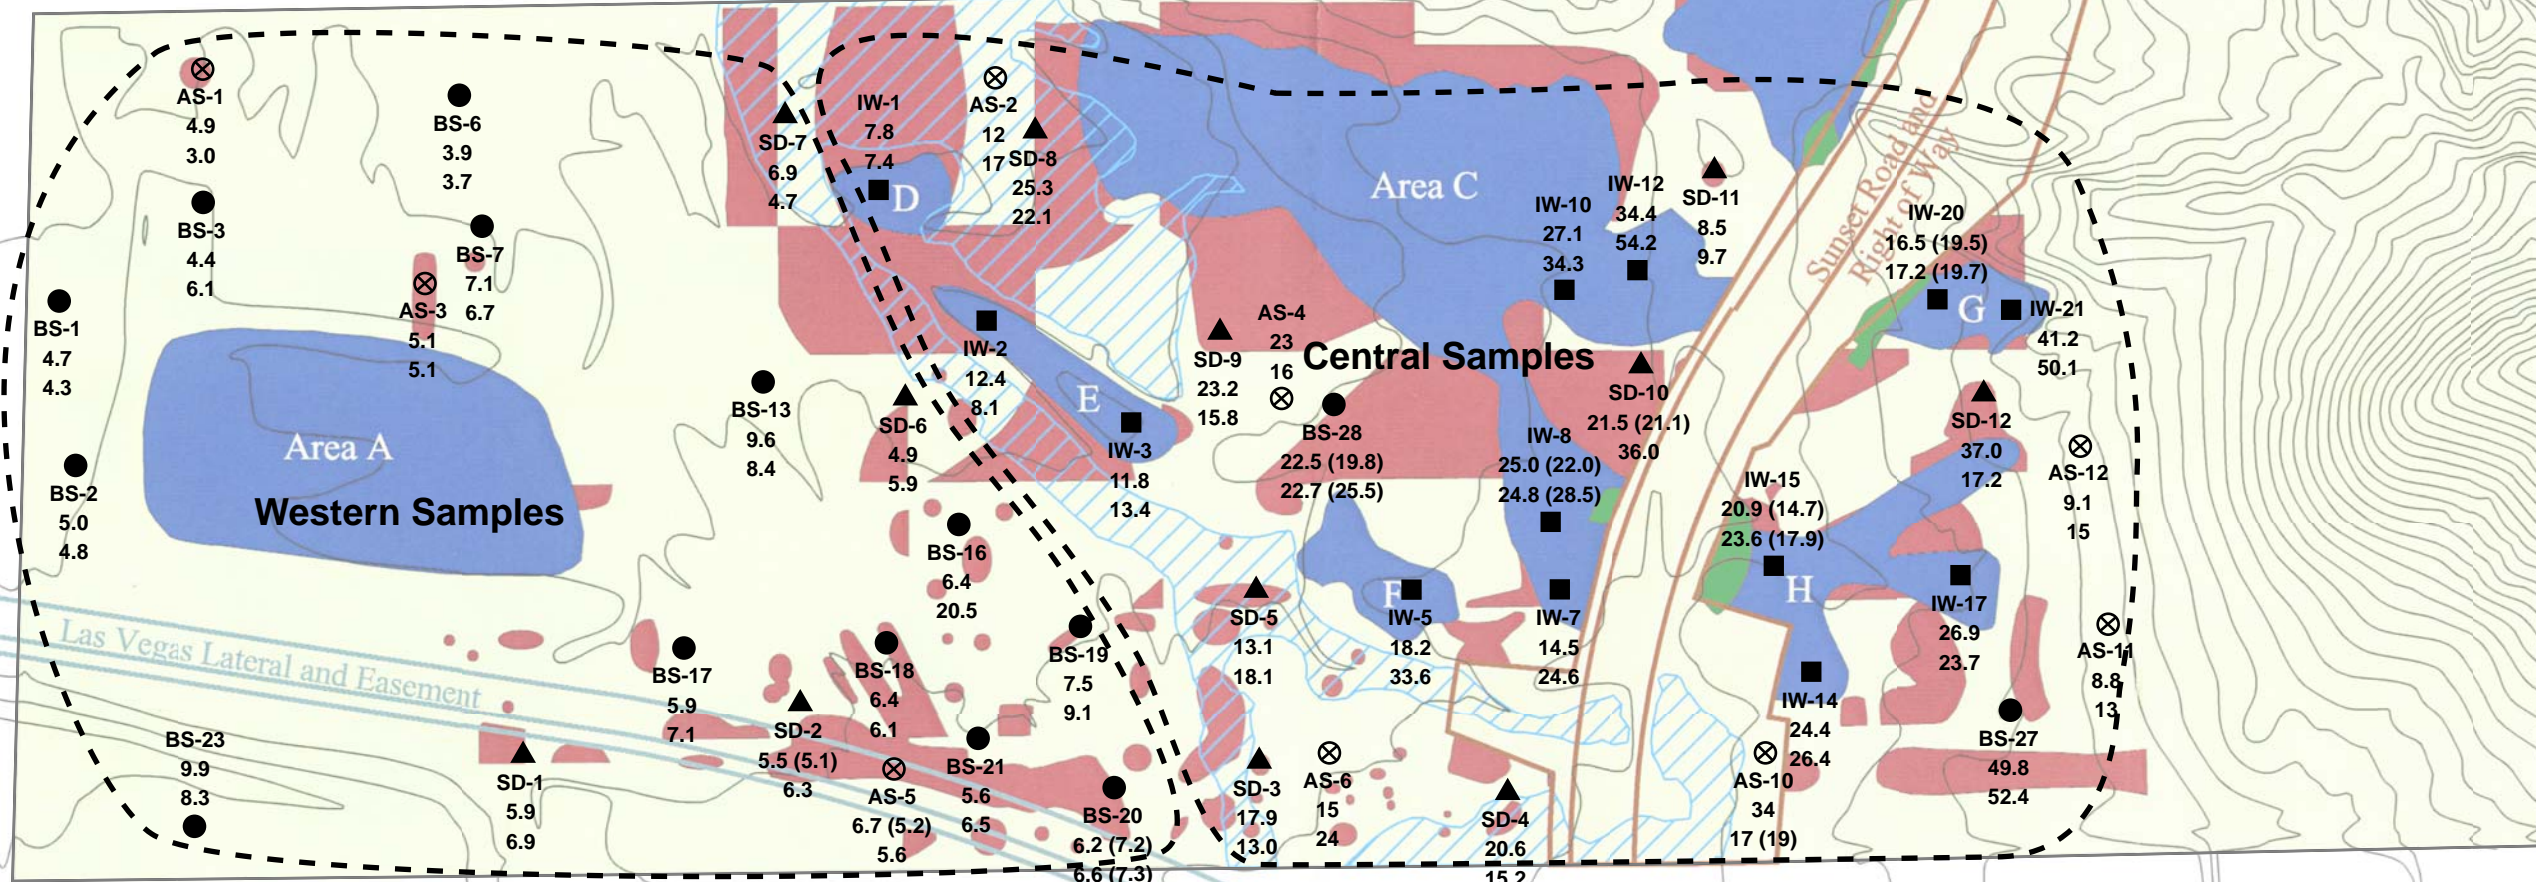 AS-1
4.9
3.0
BS-6
3.9
3.7
BS-3
4.4
6.1
BS-7
7.1
6.7
AS-3
5.1
5.1
BS-1
4.7
4.3
BS-2
5.0
4.8
Area A
Western Samples
BS-13
9.6
8.4
SD-7
6.9
4.7
IW-1
7.8
7.4
D
AS-2
12
17
SD-8
25.3
22.1
IW-2
12.4
8.1
E
IW-3
11.8
13.4
SD-6
4.9
5.9
BS-16
6.4
20.5
Las Vegas Lateral and Easement
BS-23
9.9
8.3
SD-1
5.9
6.9
BS-17
5.9
7.1
SD-2
5.5 (5.1)
6.3
BS-18
6.4
6.1
AS-5
6.7 (5.2)
5.6
BS-21
5.6
6.5
BS-19
7.5
9.1
BS-20
6.2 (7.2)
6.6 (7.3)
Area C
Central Samples
SD-9
23.2
15.8
AS-4
23
16
BS-28
22.5 (19.8)
22.7 (25.5)
IW-10
27.1
34.3
IW-12
34.4
54.2
SD-11
8.5
9.7
SD-10
21.5 (21.1)
36.0
IW-8
25.0 (22.0)
24.8 (28.5)
SD-5
13.1
18.1
F
IW-5
18.2
33.6
IW-7
14.5
24.6
SD-3
17.9
13.0
AS-6
15
24
SD-4
20.6
15.2
Sunset Road and
Right of Way
IW-20
16.5 (19.5)
17.2 (19.7)
G
IW-21
41.2
50.1
SD-12
37.0
17.2
AS-12
9.1
15
IW-15
20.9 (14.7)
23.6 (17.9)
H
IW-17
26.9
23.7
IW-14
24.4
26.4
AS-10
34
17 (19)
AS-11
8.8
13
BS-27
49.8
52.4